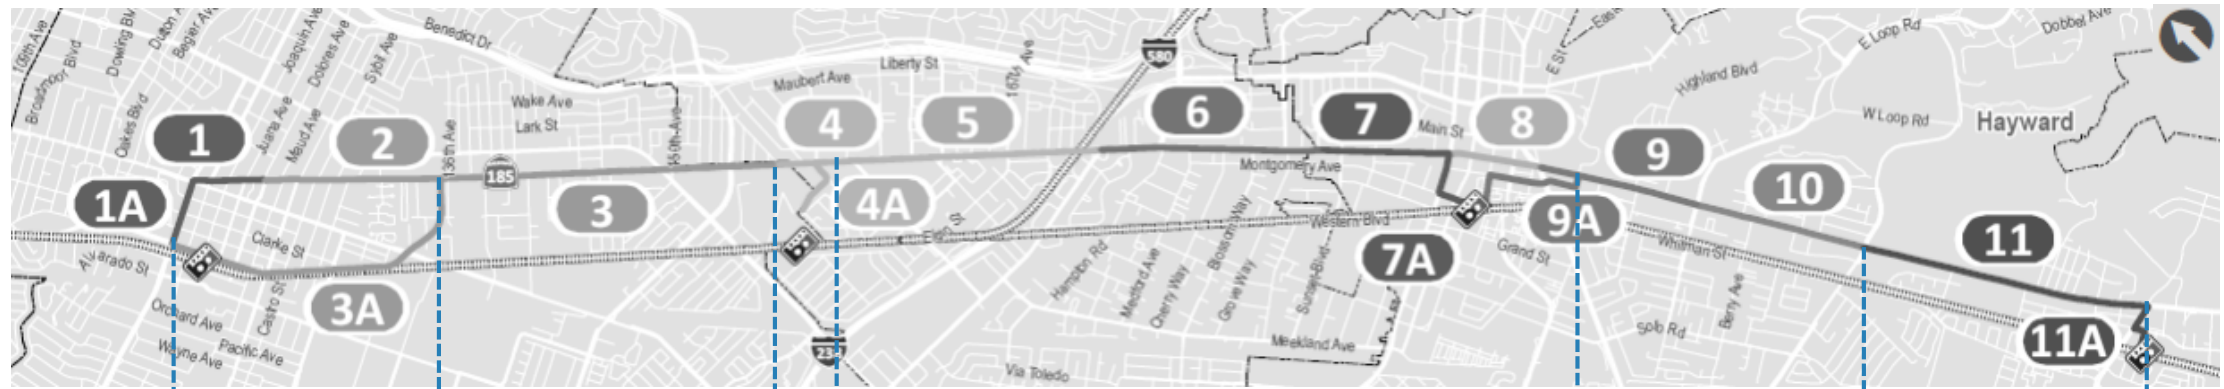 109th Ave
Broadmoor Blvd
Dowling Blvd
Dutton Ave
Begier Ave
Joaquin Ave
Dolores Ave
Sybil Ave
Benedict Dr
Oakes Blvd
Juana Ave
Maud Ave
136th Ave
Wake Ave
Lark St
150th Ave
Maubert Ave
Liberty St
167th Ave
580
E St
East
Highland Blvd
E Loop Rd
W Loop Rd
Dobbel Ave
Hayward
Main St
Montgomery Ave
185
1
2
3
4
5
6
7
8
9
10
11
1A
3A
4A
7A
9A
11A
Clarke St
Alvarado St
Orchard Ave
Wayne Ave
Pacific Ave
Castro St
238
St
Hampton Rd
Medford Ave
Cherry Way
Blossom Way
Grove Way
Sunset Blvd
Western Blvd
Meekland Ave
Via Toledo
Grand St
Whitman St
Solo Rd
Berry Ave